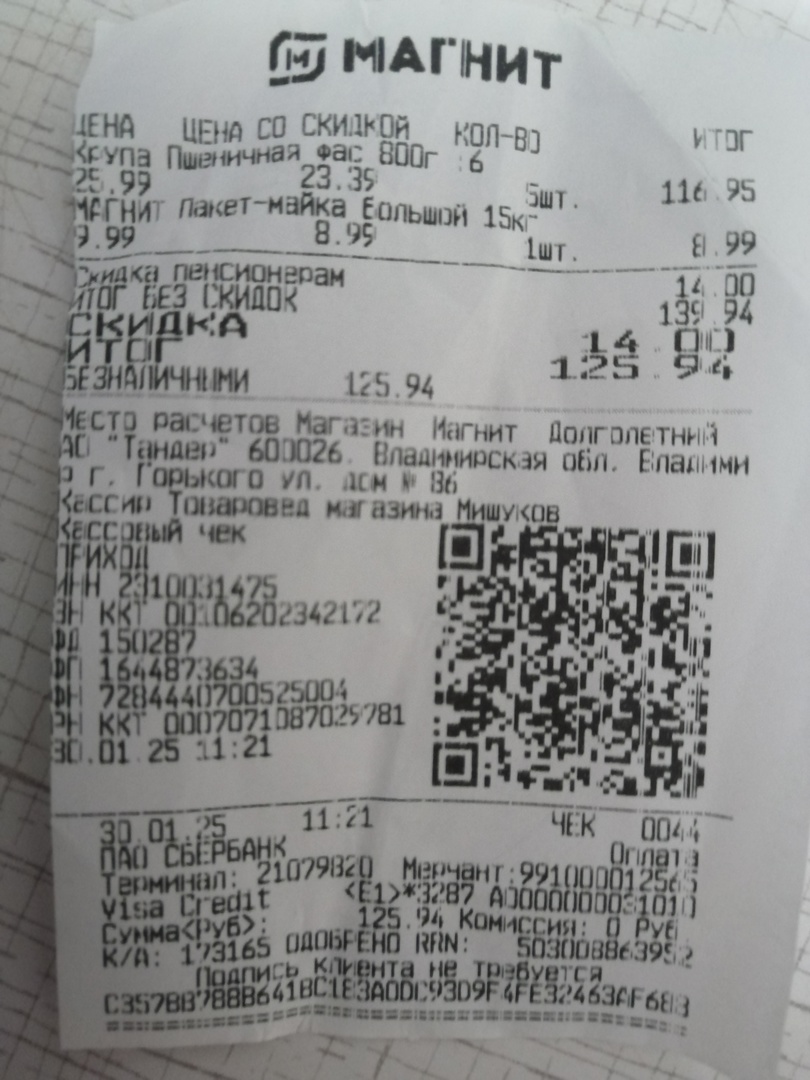 МАГНИТ
ЦЕНА ЦЕНА СО СКИДКОЙ КОЛ-ВО ИТОГ
Крупа Пшеничная фас 800г :6
25.99 23.39 5шт. 116.95
МАГНИТ Пакет-майка Большой 15кг
9.99 8.99 1шт. 8.99
Скидка пенсионерам 14.00
ИТОГ БЕЗ СКИДОК 139.94
СКИДКА 14.00
ИТОГ 125.94
БЕЗНАЛИЧНЫМИ 125.94
Место расчетов Магазин Магнит Долголетний
АО "Тандер" 600026. Владимирская обл. Владими
р г. Горького ул. дом № 86
Кассир Товаровед магазина Мишуков
Кассовый чек
ПРИХОД
ИНН 2310031475
ЗН ККТ 00106202342172
ФД 150287
ФП 1644873634
ФН 7284440700525004
РН ККТ 0007071087029781
30.01.25 11:21
30.01.25 11:21 ЧЕК 0044
ПАО СБЕРБАНК Оплата
Терминал: 21079820 Мерчант:991000012565
Visa Credit <E1>*3287 A0000000031010
Сумма<Руб>: 125.94 Комиссия: 0 Руб
К/А: 173165 ОДОБРЕНО RRN: 503008863952
Подпись клиента не требуется